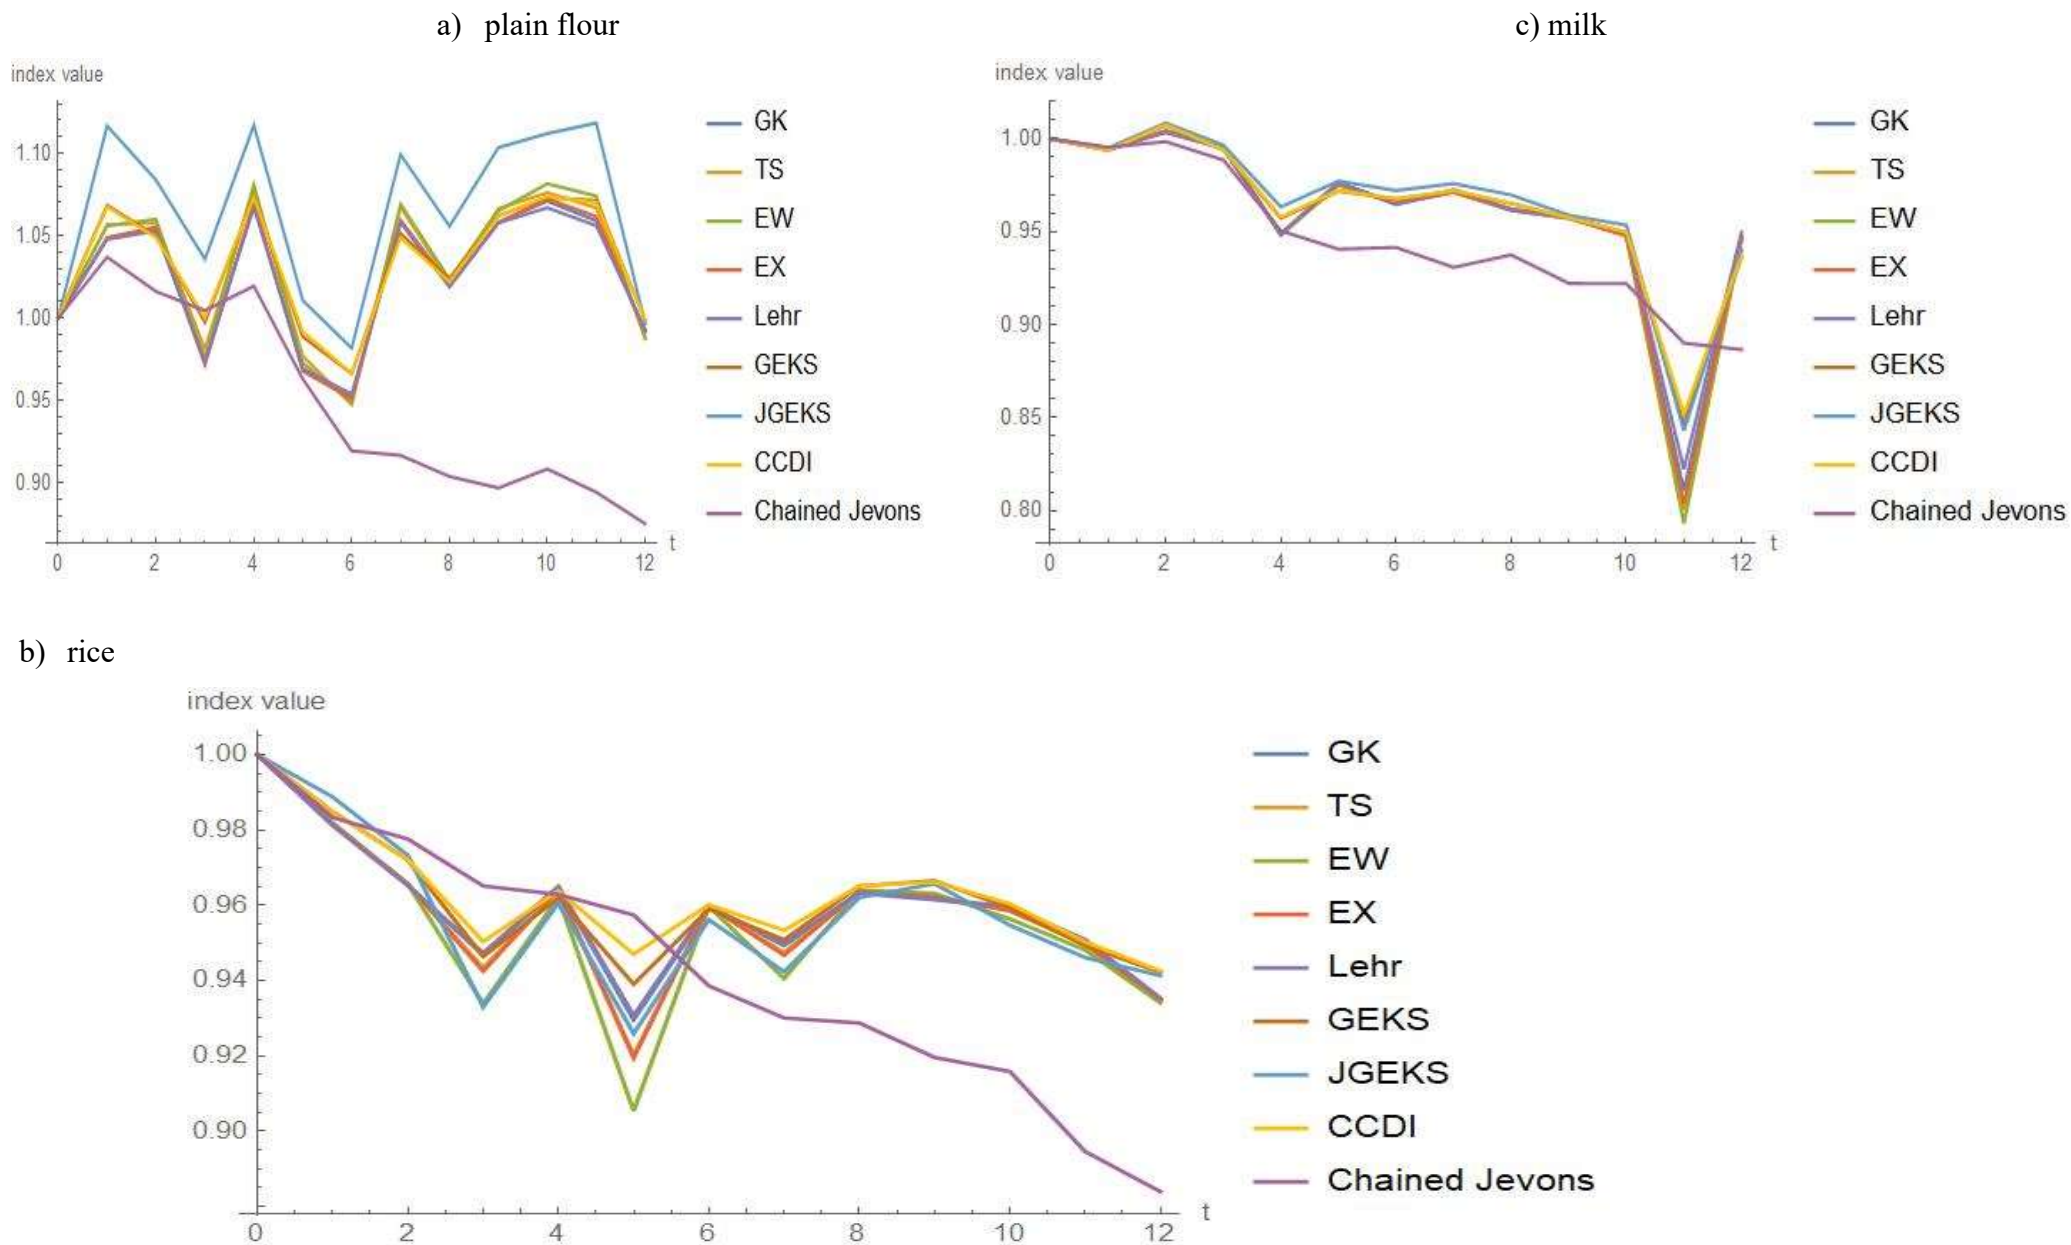 a) plain flour
index value
1.10
1.05
1.00
0.95
0.90
0 2 4 6 8 10 12 t
GK
TS
EW
EX
Lehr
GEKS
JGEKS
CCDI
Chained Jevons
c) milk
index value
1.00
0.95
0.90
0.85
0.80
0 2 4 6 8 10 12 t
GK
TS
EW
EX
Lehr
GEKS
JGEKS
CCDI
Chained Jevons
b) rice
index value
1.00
0.98
0.96
0.94
0.92
0.90
0 2 4 6 8 10 12 t
GK
TS
EW
EX
Lehr
GEKS
JGEKS
CCDI
Chained Jevons